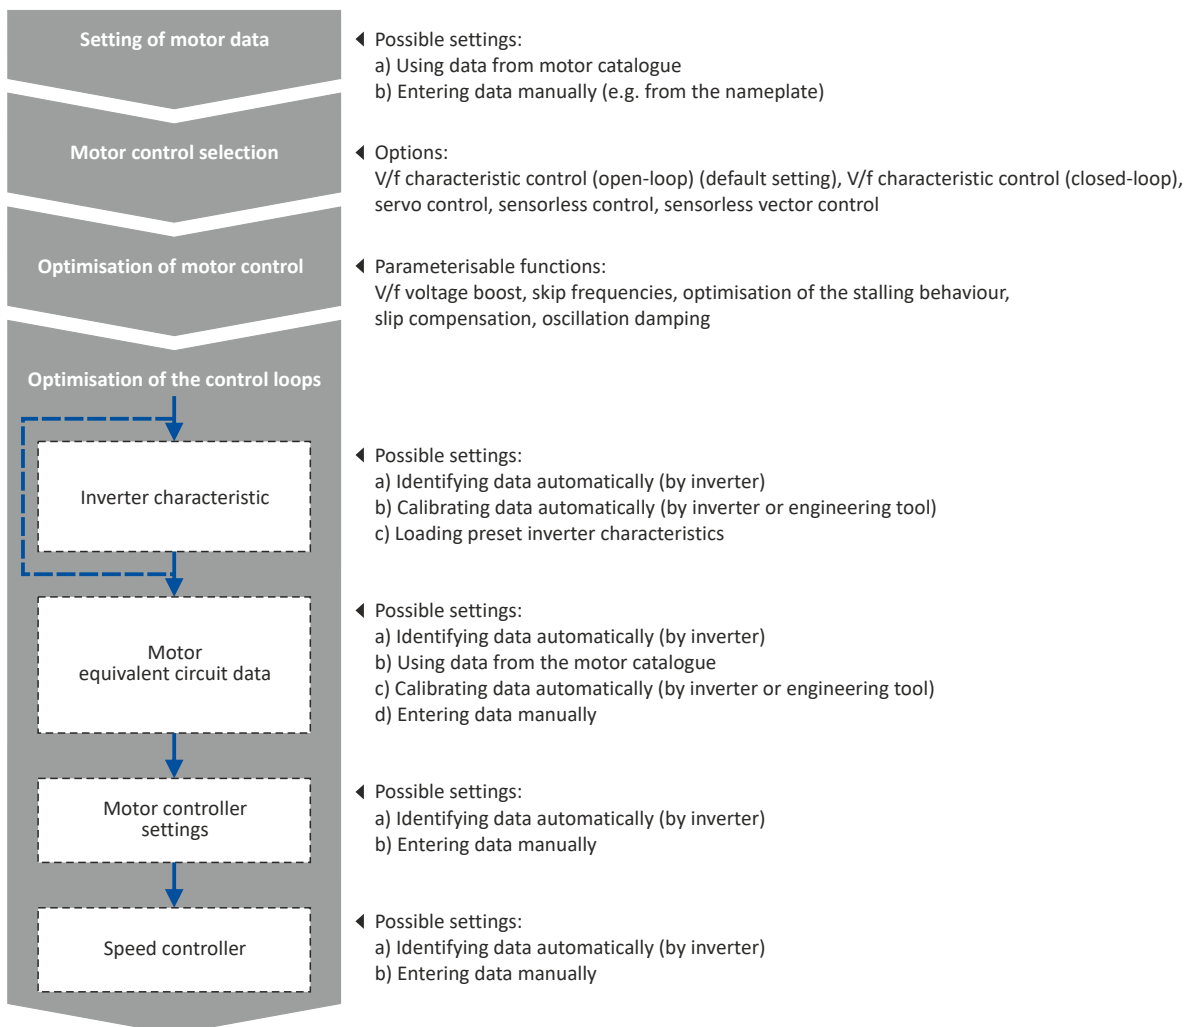 Setting of motor data
Possible settings:
a) Using data from motor catalogue
b) Entering data manually (e.g. from the nameplate)
Motor control selection
Options:
V/f characteristic control (open-loop) (default setting), V/f characteristic control (closed-loop),
servo control, sensorless control, sensorless vector control
Optimisation of motor control
Parameterisable functions:
V/f voltage boost, skip frequencies, optimisation of the stalling behaviour,
slip compensation, oscillation damping
Optimisation of the control loops
Inverter characteristic
Possible settings:
a) Identifying data automatically (by inverter)
b) Calibrating data automatically (by inverter or engineering tool)
c) Loading preset inverter characteristics
Motor
equivalent circuit data
Possible settings:
a) Identifying data automatically (by inverter)
b) Using data from the motor catalogue
c) Calibrating data automatically (by inverter or engineering tool)
d) Entering data manually
Motor controller
settings
Possible settings:
a) Identifying data automatically (by inverter)
b) Entering data manually
Speed controller
Possible settings:
a) Identifying data automatically (by inverter)
b) Entering data manually